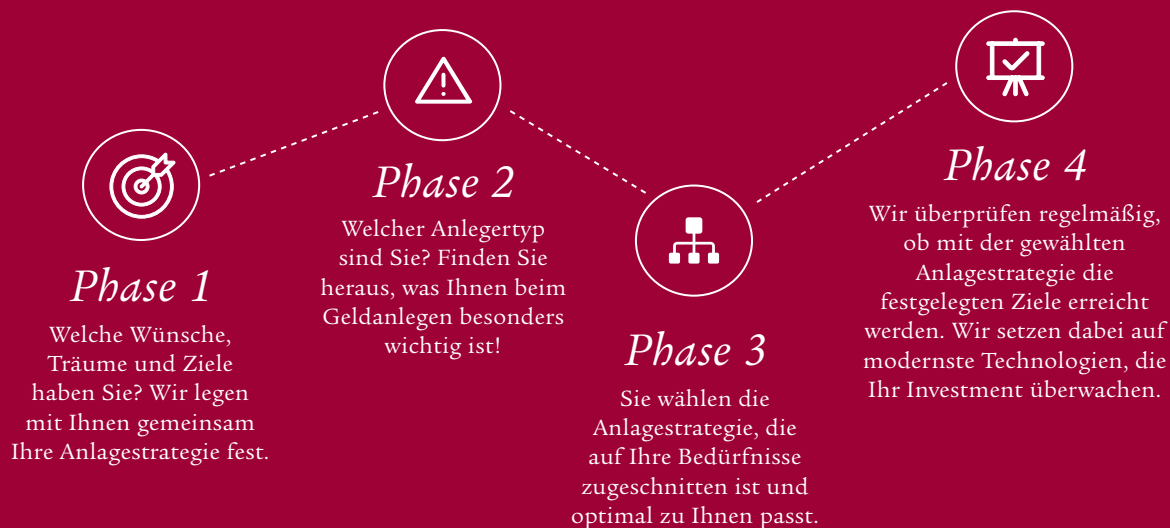 Phase 1
Welche Wünsche,
Träume und Ziele
haben Sie? Wir legen
mit Ihnen gemeinsam
Ihre Anlagestrategie fest.
Phase 2
Welcher Anlegertyp
sind Sie? Finden Sie
heraus, was Ihnen beim
Geldanlegen besonders
wichtig ist!
Phase 3
Sie wählen die
Anlagestrategie, die
auf Ihre Bedürfnisse
zugeschnitten ist und
optimal zu Ihnen passt.
Phase 4
Wir überprüfen regelmäßig,
ob mit der gewählten
Anlagestrategie die
festgelegten Ziele erreicht
werden. Wir setzen dabei auf
modernste Technologien, die
Ihr Investment überwachen.